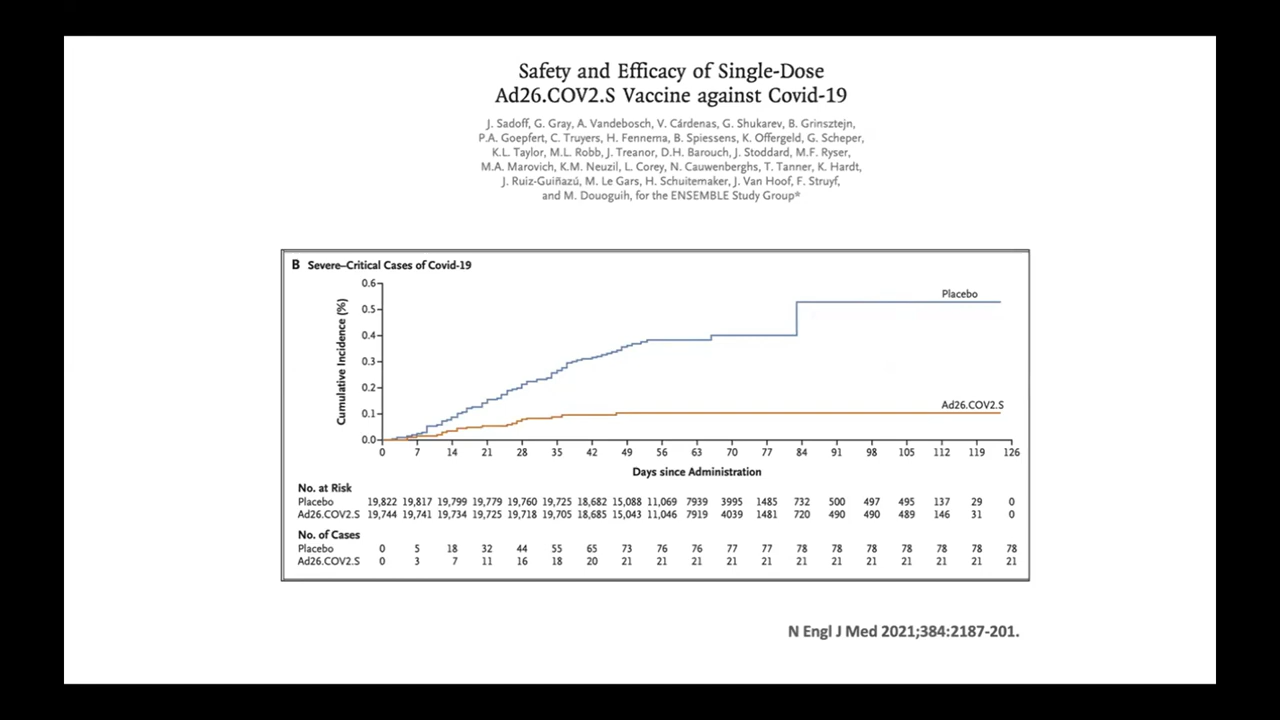 Safety and Efficacy of Single-Dose
Ad26.COV2.S Vaccine against Covid-19
J. Sadoff, G. Gray, A. Vandebosch, V. Cárdenas, G. Shukarev, B. Grinsztejn,
P.A. Goepfert, C. Truyers, H. Fennema, B. Spiessens, K. Offergeld, G. Scheper,
K.L. Taylor, M.L. Robb, J. Treanor, D.H. Barouch, J. Stoddard, M.F. Ryser,
M.A. Marovich, K.M. Neuzil, L. Corey, N. Cauwenberghs, T. Tanner, K. Hardt,
J. Ruiz-Guiñazú, M. Le Gars, H. Schuitemaker, J. Van Hoof, F. Struyf,
and M. Douoguih, for the ENSEMBLE Study Group*
B Severe–Critical Cases of Covid-19
Cumulative Incidence (%)
0.6
0.5
0.4
0.3
0.2
0.1
0.0
Placebo
Ad26.COV2.S
0 7 14 21 28 35 42 49 56 63 70 77 84 91 98 105 112 119 126
Days since Administration
No. at Risk
Placebo 19,822 19,817 19,799 19,779 19,760 19,725 18,682 15,088 11,069 7939 3995 1485 732 500 497 495 137 29 0
Ad26.COV2.S 19,744 19,741 19,734 19,725 19,718 19,705 18,685 15,043 11,046 7919 4039 1481 720 490 490 489 146 31 0
No. of Cases
Placebo 0 5 18 32 44 55 65 73 76 76 77 77 78 78 78 78 78 78 78
Ad26.COV2.S 0 3 7 11 16 18 20 21 21 21 21 21 21 21 21 21 21 21 21
N Engl J Med 2021;384:2187-201.